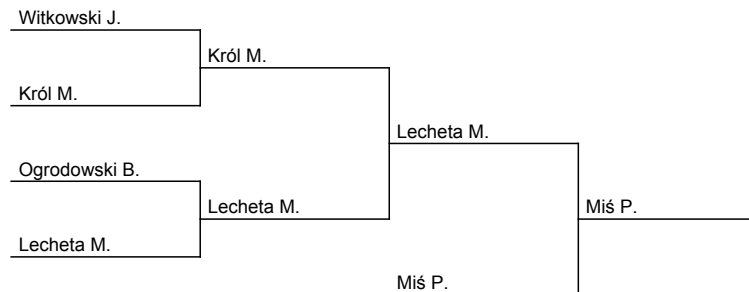 Witkowski J.
Król M.
Król M.
Lecheta M.
Ogrodowski B.
Lecheta M.
Miś P.
Lecheta M.
Miś P.